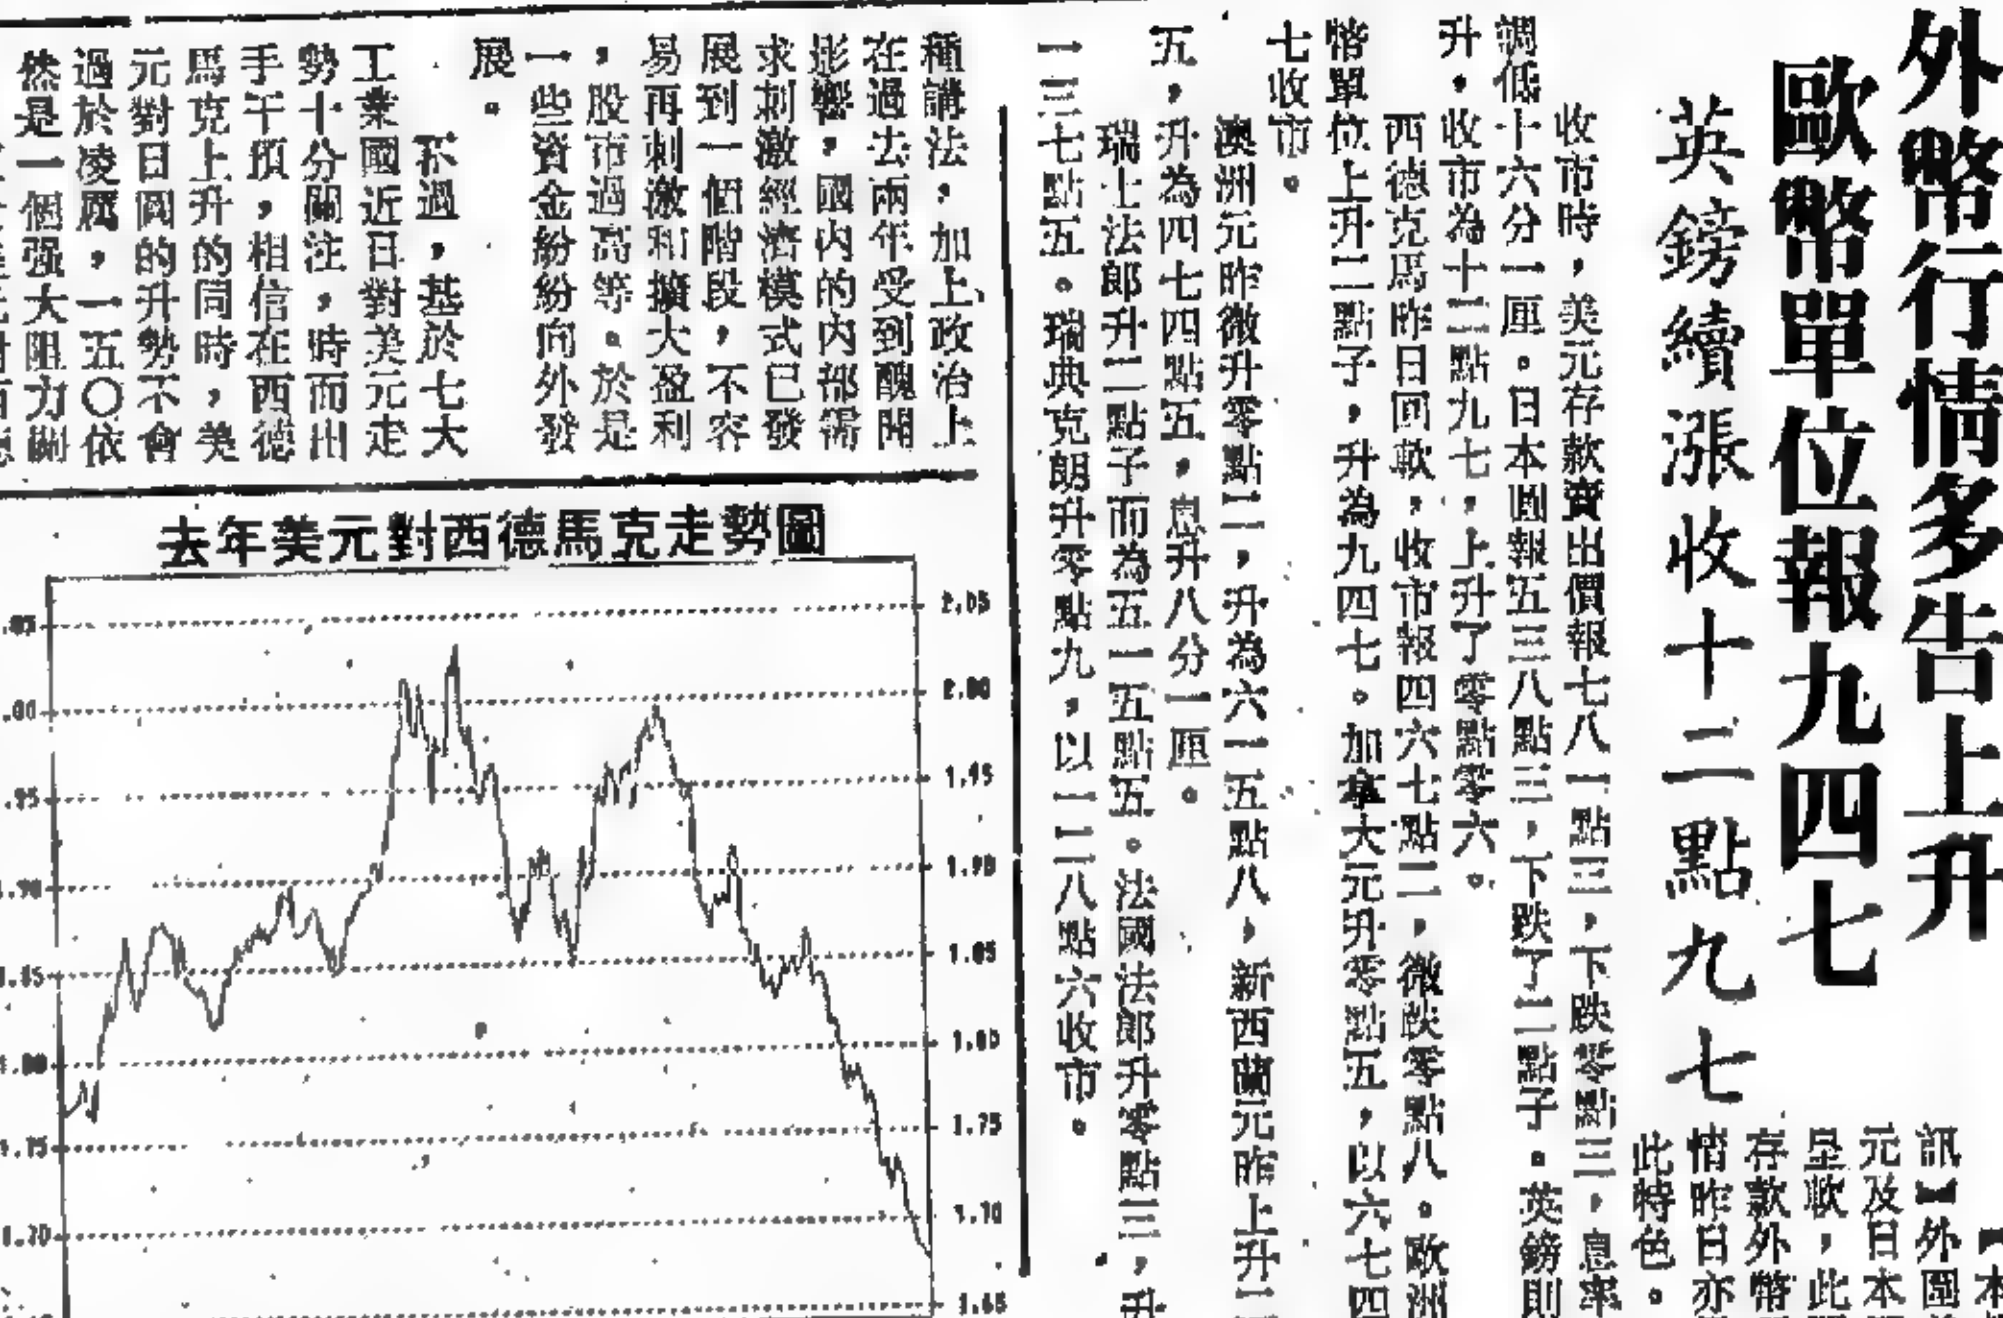 外幣行情多告上升
歐幣單位報九四七
英鎊續漲收十二點九七
訊】外圍
元及日本
呈軟，此
存款外幣
情昨日亦
此特色。
收市時，美元存款賣出價報七八一點三，下跌零點三，息率
調低十六分一厘。日本圓報五三八點三，下跌了二點子。英鎊則
升，收市為十二點九七，上升了零點零六。
西德克馬昨日回軟，收市報四六七點二，微跌零點八。歐洲
幣單位上升二點子，升為九四七。加拿大元升零點五，以六七四
七收市。
澳洲元昨微升零點二，升為六一五點八，新西蘭元昨上升二
五，升為四七四點五，息升八分一厘。
瑞士法郎升二點子而為五一五點五。法國法郎升零點三，升
一三七點五。瑞典克朗升零點九，以一二八點六收市。
種講法，加上政治上
在過去兩年受到醜聞
影響，國內的內部需
求刺激經濟模式已發
展到一個階段，不容
易再刺激和擴大盈利
，股市過高等。於是
一些資金紛紛向外發
展。
不過，基於七大
工業國近日對美元走
勢十分關注，時而出
手干預，相信在西德
馬克上升的同時，美
元對日圓的升勢不會
過於凌厲，一五〇依
然是一個强大阻力關
去年美元對西德馬克走勢圖
2.05
2.00
1.95
1.90
1.85
1.80
1.75
1.70
1.65